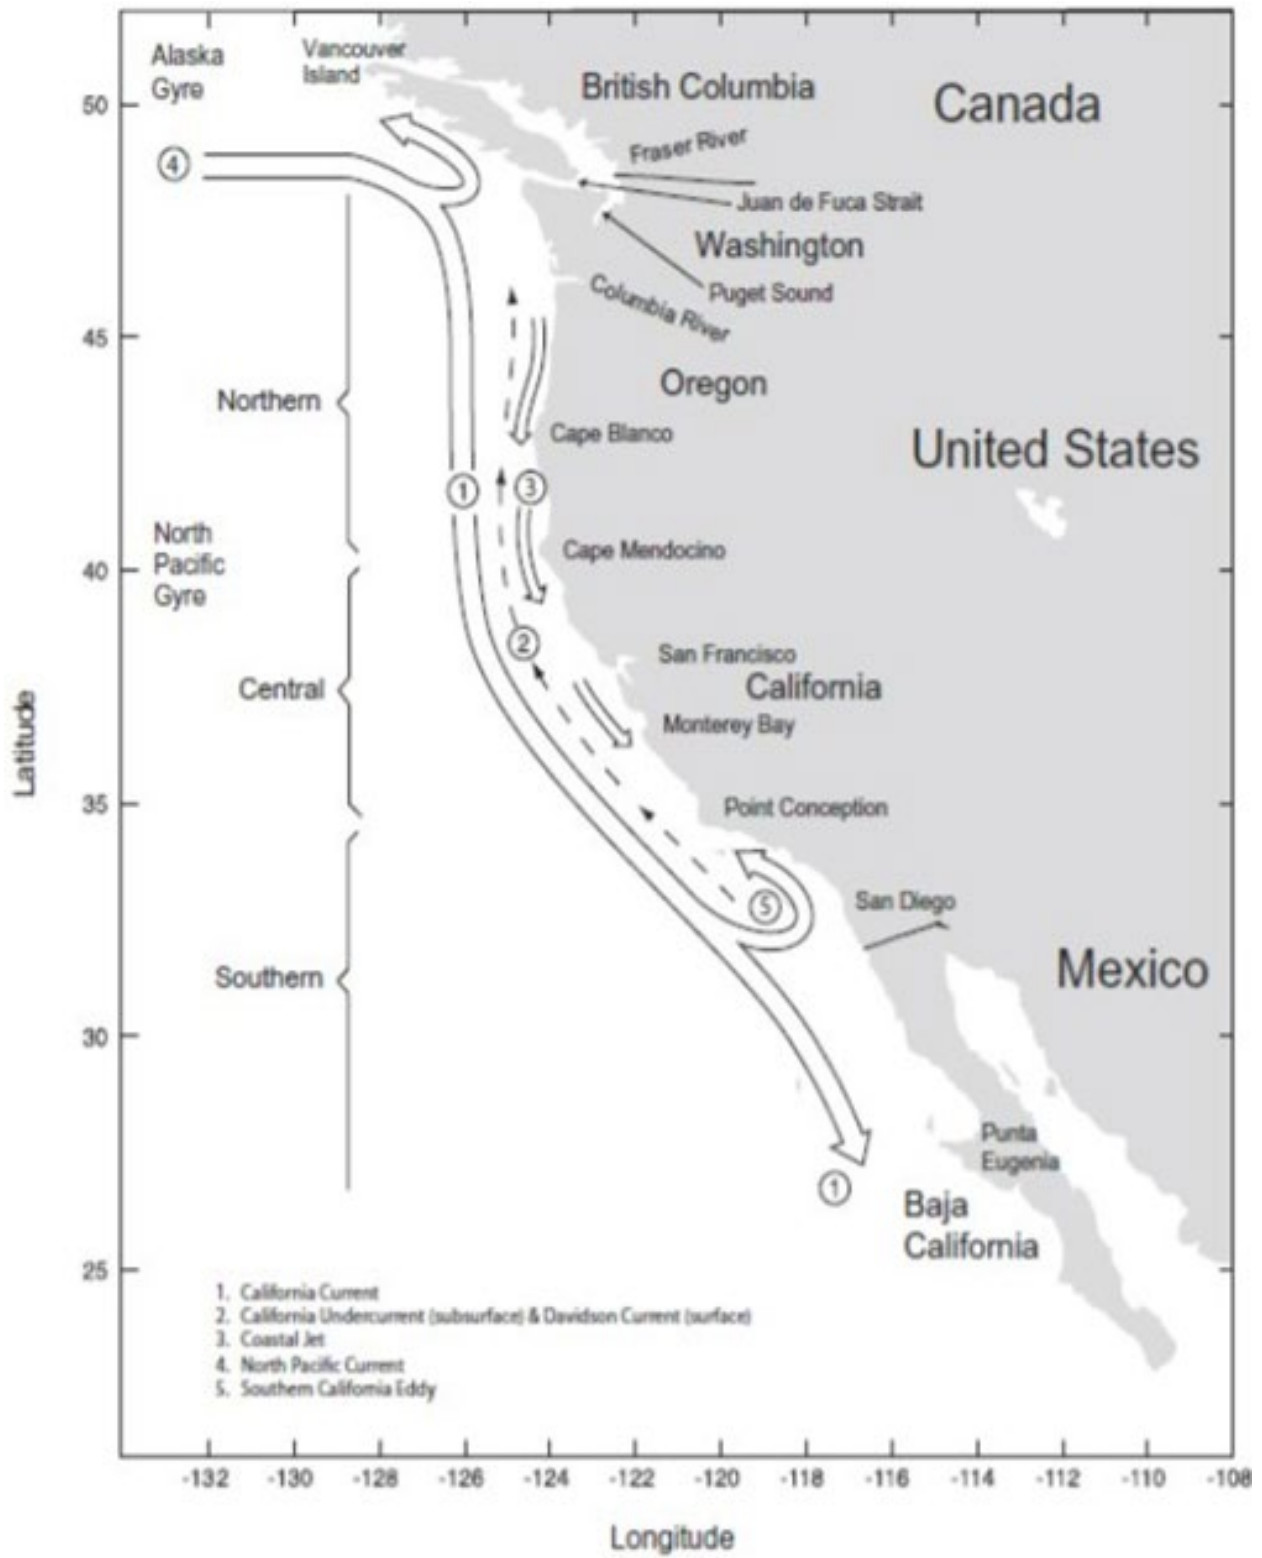 Alaska
Gyre
Vancouver
Island
British Columbia
Canada
50
4
Fraser River
Juan de Fuca Strait
Washington
Puget Sound
Columbia River
45
Oregon
Northern
Cape Blanco
United States
1
3
North
Pacific
Gyre
Cape Mendocino
40
2
San Francisco
California
Central
Monterey Bay
Latitude
35
Point Conception
5
San Diego
Southern
Mexico
30
Punta
Eugenia
1
Baja
California
25
1. California Current
2. California Undercurrent (subsurface) & Davidson Current (surface)
3. Coastal Jet
4. North Pacific Current
5. Southern California Eddy
-132 -130 -128 -126 -124 -122 -120 -118 -116 -114 -112 -110 -108
Longitude